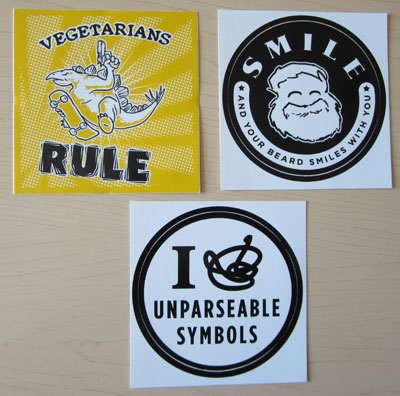 VEGETARIANS
RULE
SMILE
★ AND YOUR BEARD SMILES WITH YOU ★
I
UNPARSEABLE
SYMBOLS